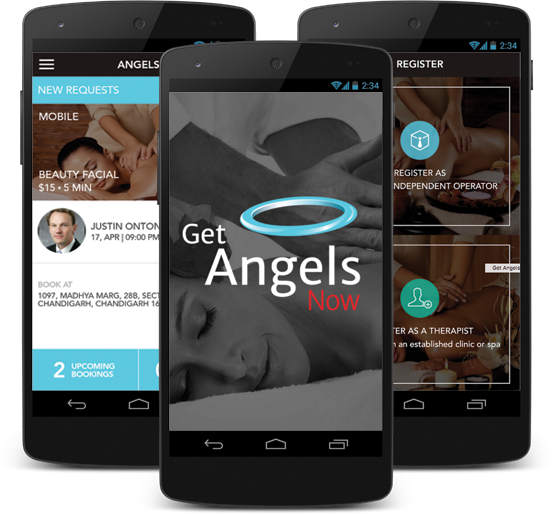 ANGELS
NEW REQUESTS
MOBILE
BEAUTY FACIAL
$15 • 5 MIN
JUSTIN ONTON
17, APR | 09:00 PM
BOOK AT
1097, MADHYA MARG, 28B, SECT
CHANDIGARH, CHANDIGARH 16
2 UPCOMING
BOOKINGS
2:34
Get
Angels
Now
2:34
REGISTER
REGISTER AS
INDEPENDENT OPERATOR
Get Angels
TER AS A THERAPIST
n an established clinic or spa